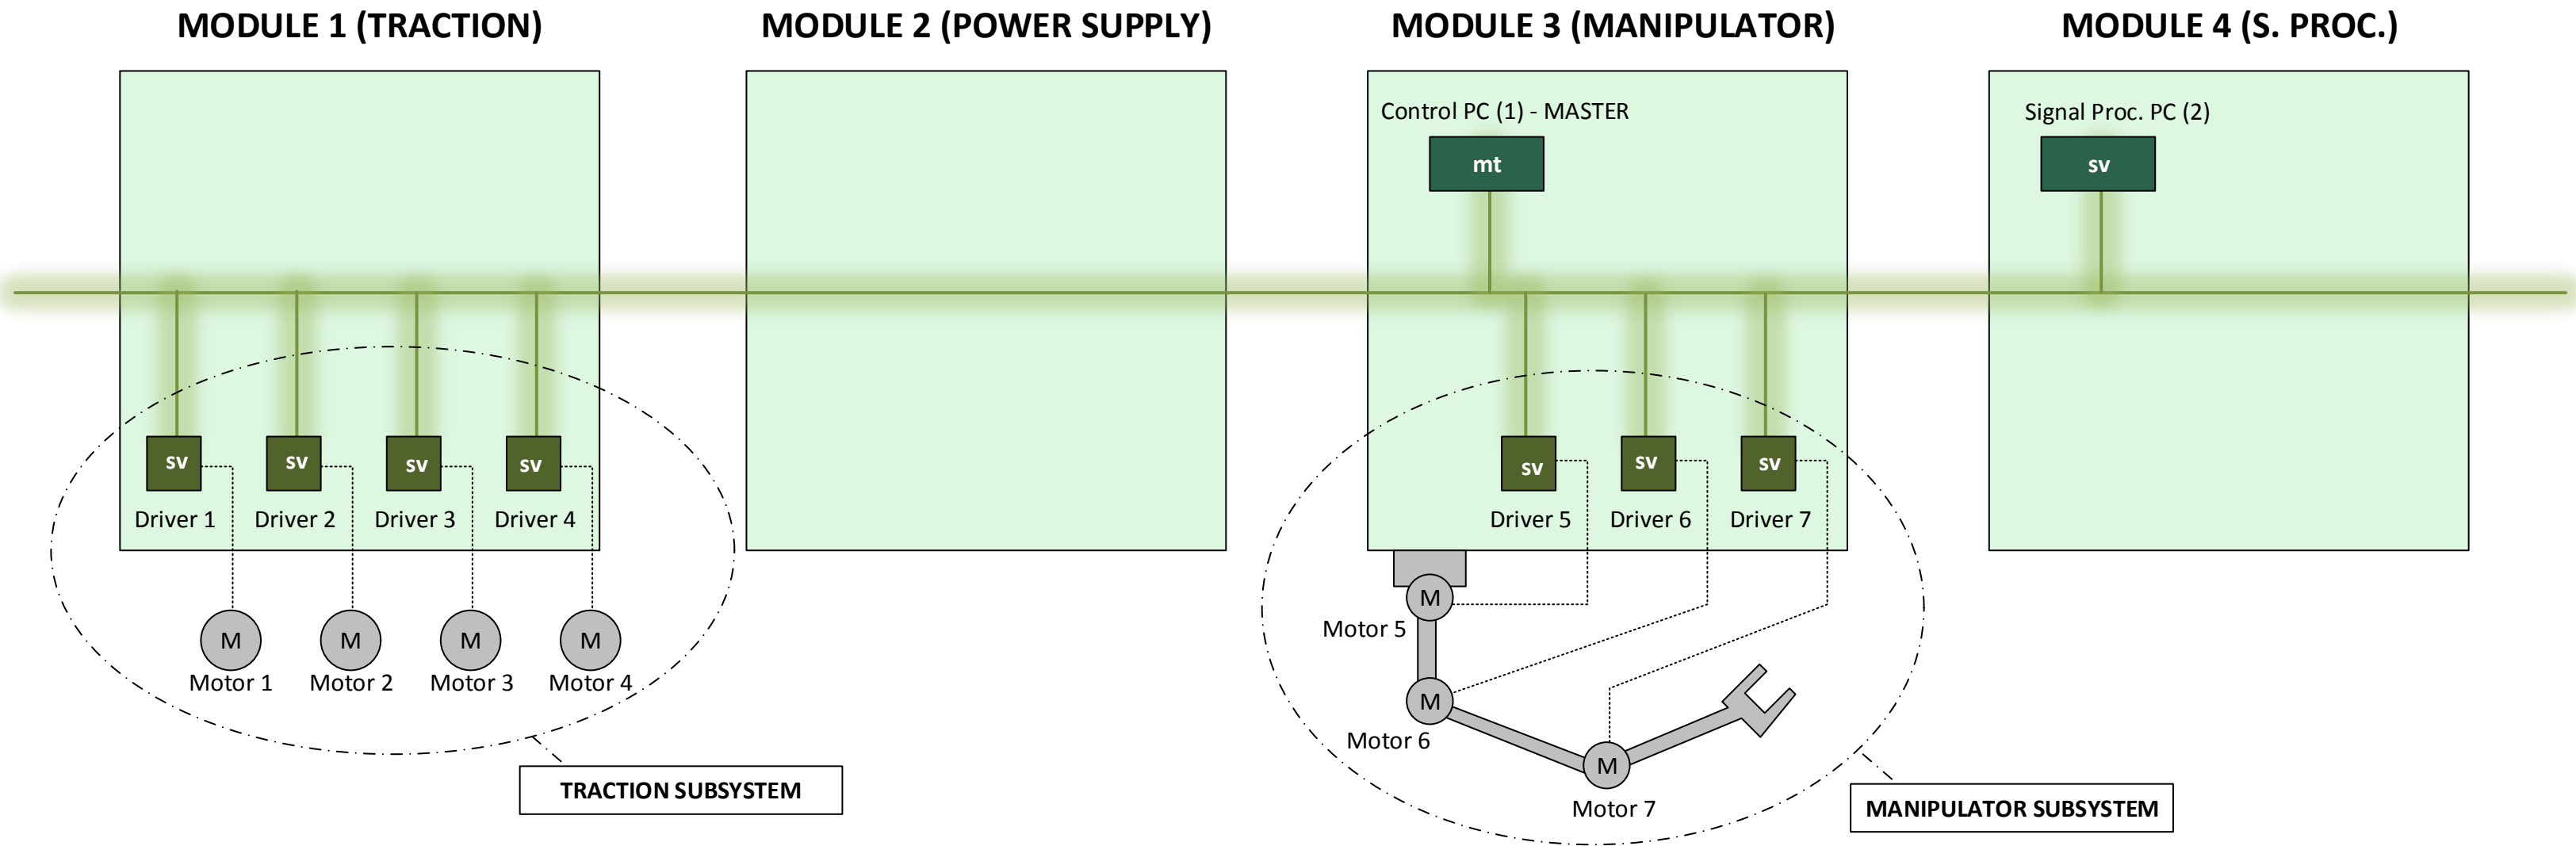 MODULE 1 (TRACTION)
MODULE 2 (POWER SUPPLY)
MODULE 3 (MANIPULATOR)
MODULE 4 (S. PROC.)
Control PC (1) - MASTER
Signal Proc. PC (2)
mt
sv
sv
sv
sv
sv
sv
sv
sv
Driver 1
Driver 2
Driver 3
Driver 4
Driver 5
Driver 6
Driver 7
M
M
M
M
M
Motor 5
Motor 1
Motor 2
Motor 3
Motor 4
M
Motor 6
M
Motor 7
TRACTION SUBSYSTEM
MANIPULATOR SUBSYSTEM